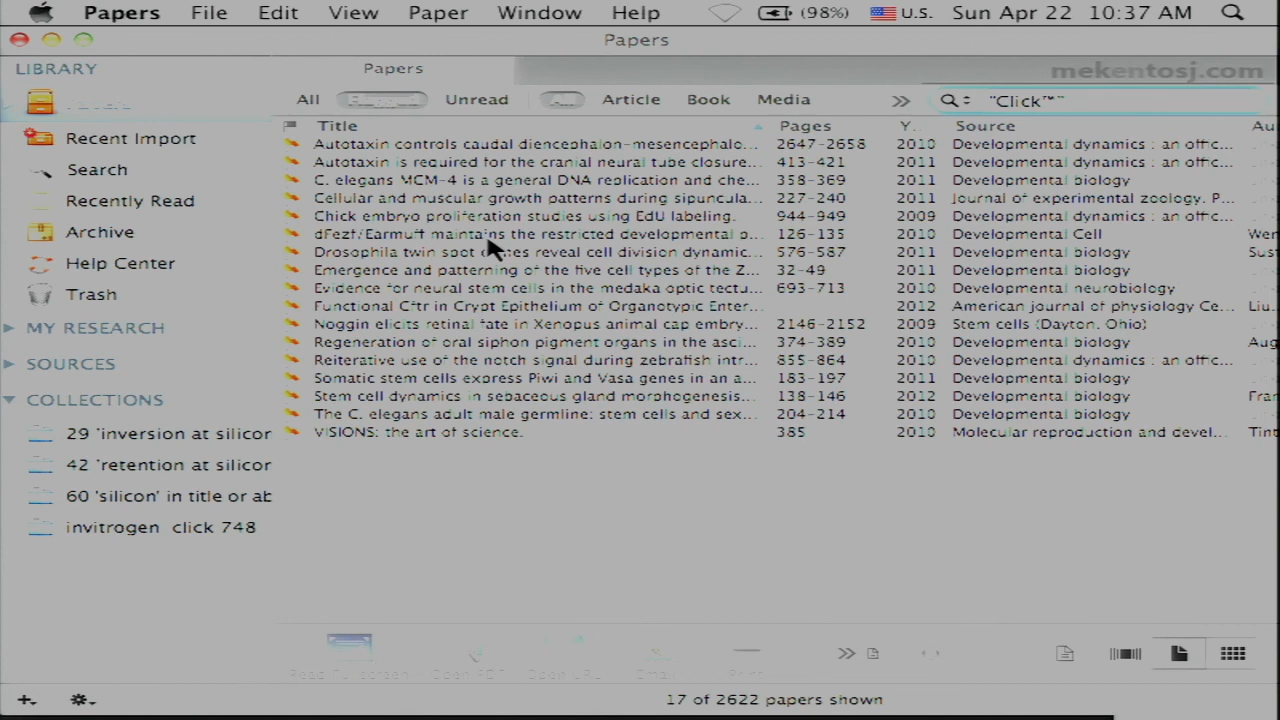 Papers File Edit View Paper Window Help (98%) U.S. Sun Apr 22 10:37 AM
Papers
LIBRARY Papers mekentosj.com
All Unread All Article Book Media "Click™"
Title Pages Y.. Source Au
Recent Import
Search
Recently Read
Archive
Help Center
Trash
MY RESEARCH
SOURCES
COLLECTIONS
29 'inversion at silicor
42 'retention at silicor
60 'silicon' in title or ab
invitrogen click 748
Autotaxin controls caudal diencephalon-mesencephalo... 2647-2658 2010 Developmental dynamics : an offic...
Autotaxin is required for the cranial neural tube closure... 413-421 2011 Developmental dynamics : an offic...
C. elegans MCM-4 is a general DNA replication and che... 358-369 2011 Developmental biology
Cellular and muscular growth patterns during sipuncula... 227-240 2011 Journal of experimental zoology. P...
Chick embryo proliferation studies using EdU labeling. 944-949 2009 Developmental dynamics : an offic...
dFezf/Earmuff maintains the restricted developmental p... 126-135 2010 Developmental Cell Wen
Drosophila twin spot reveal cell division dynamic... 576-587 2011 Developmental biology Sus
Emergence and patterning of the five cell types of the Z... 32-49 2011 Developmental biology
Evidence for neural stem cells in the medaka optic tectu... 693-713 2010 Developmental neurobiology
Functional Cftr in Crypt Epithelium of Organotypic Enter... 2012 American journal of physiology Ce... Liu..
Noggin elicits retinal fate in Xenopus animal cap embry... 2146-2152 2009 Stem cells (Dayton, Ohio)
Regeneration of oral siphon pigment organs in the asci... 374-389 2010 Developmental biology Aug
Reiterative use of the notch signal during zebrafish intr... 855-864 2010 Developmental dynamics : an offic...
Somatic stem cells express Piwi and Vasa genes in an a... 183-197 2011 Developmental biology
Stem cell dynamics in sebaceous gland morphogenesis... 138-146 2012 Developmental biology Fran
The C. elegans adult male germline: stem cells and sex... 204-214 2010 Developmental biology
VISIONS: the art of science. 385 2010 Molecular reproduction and devel... Tint
17 of 2622 papers shown